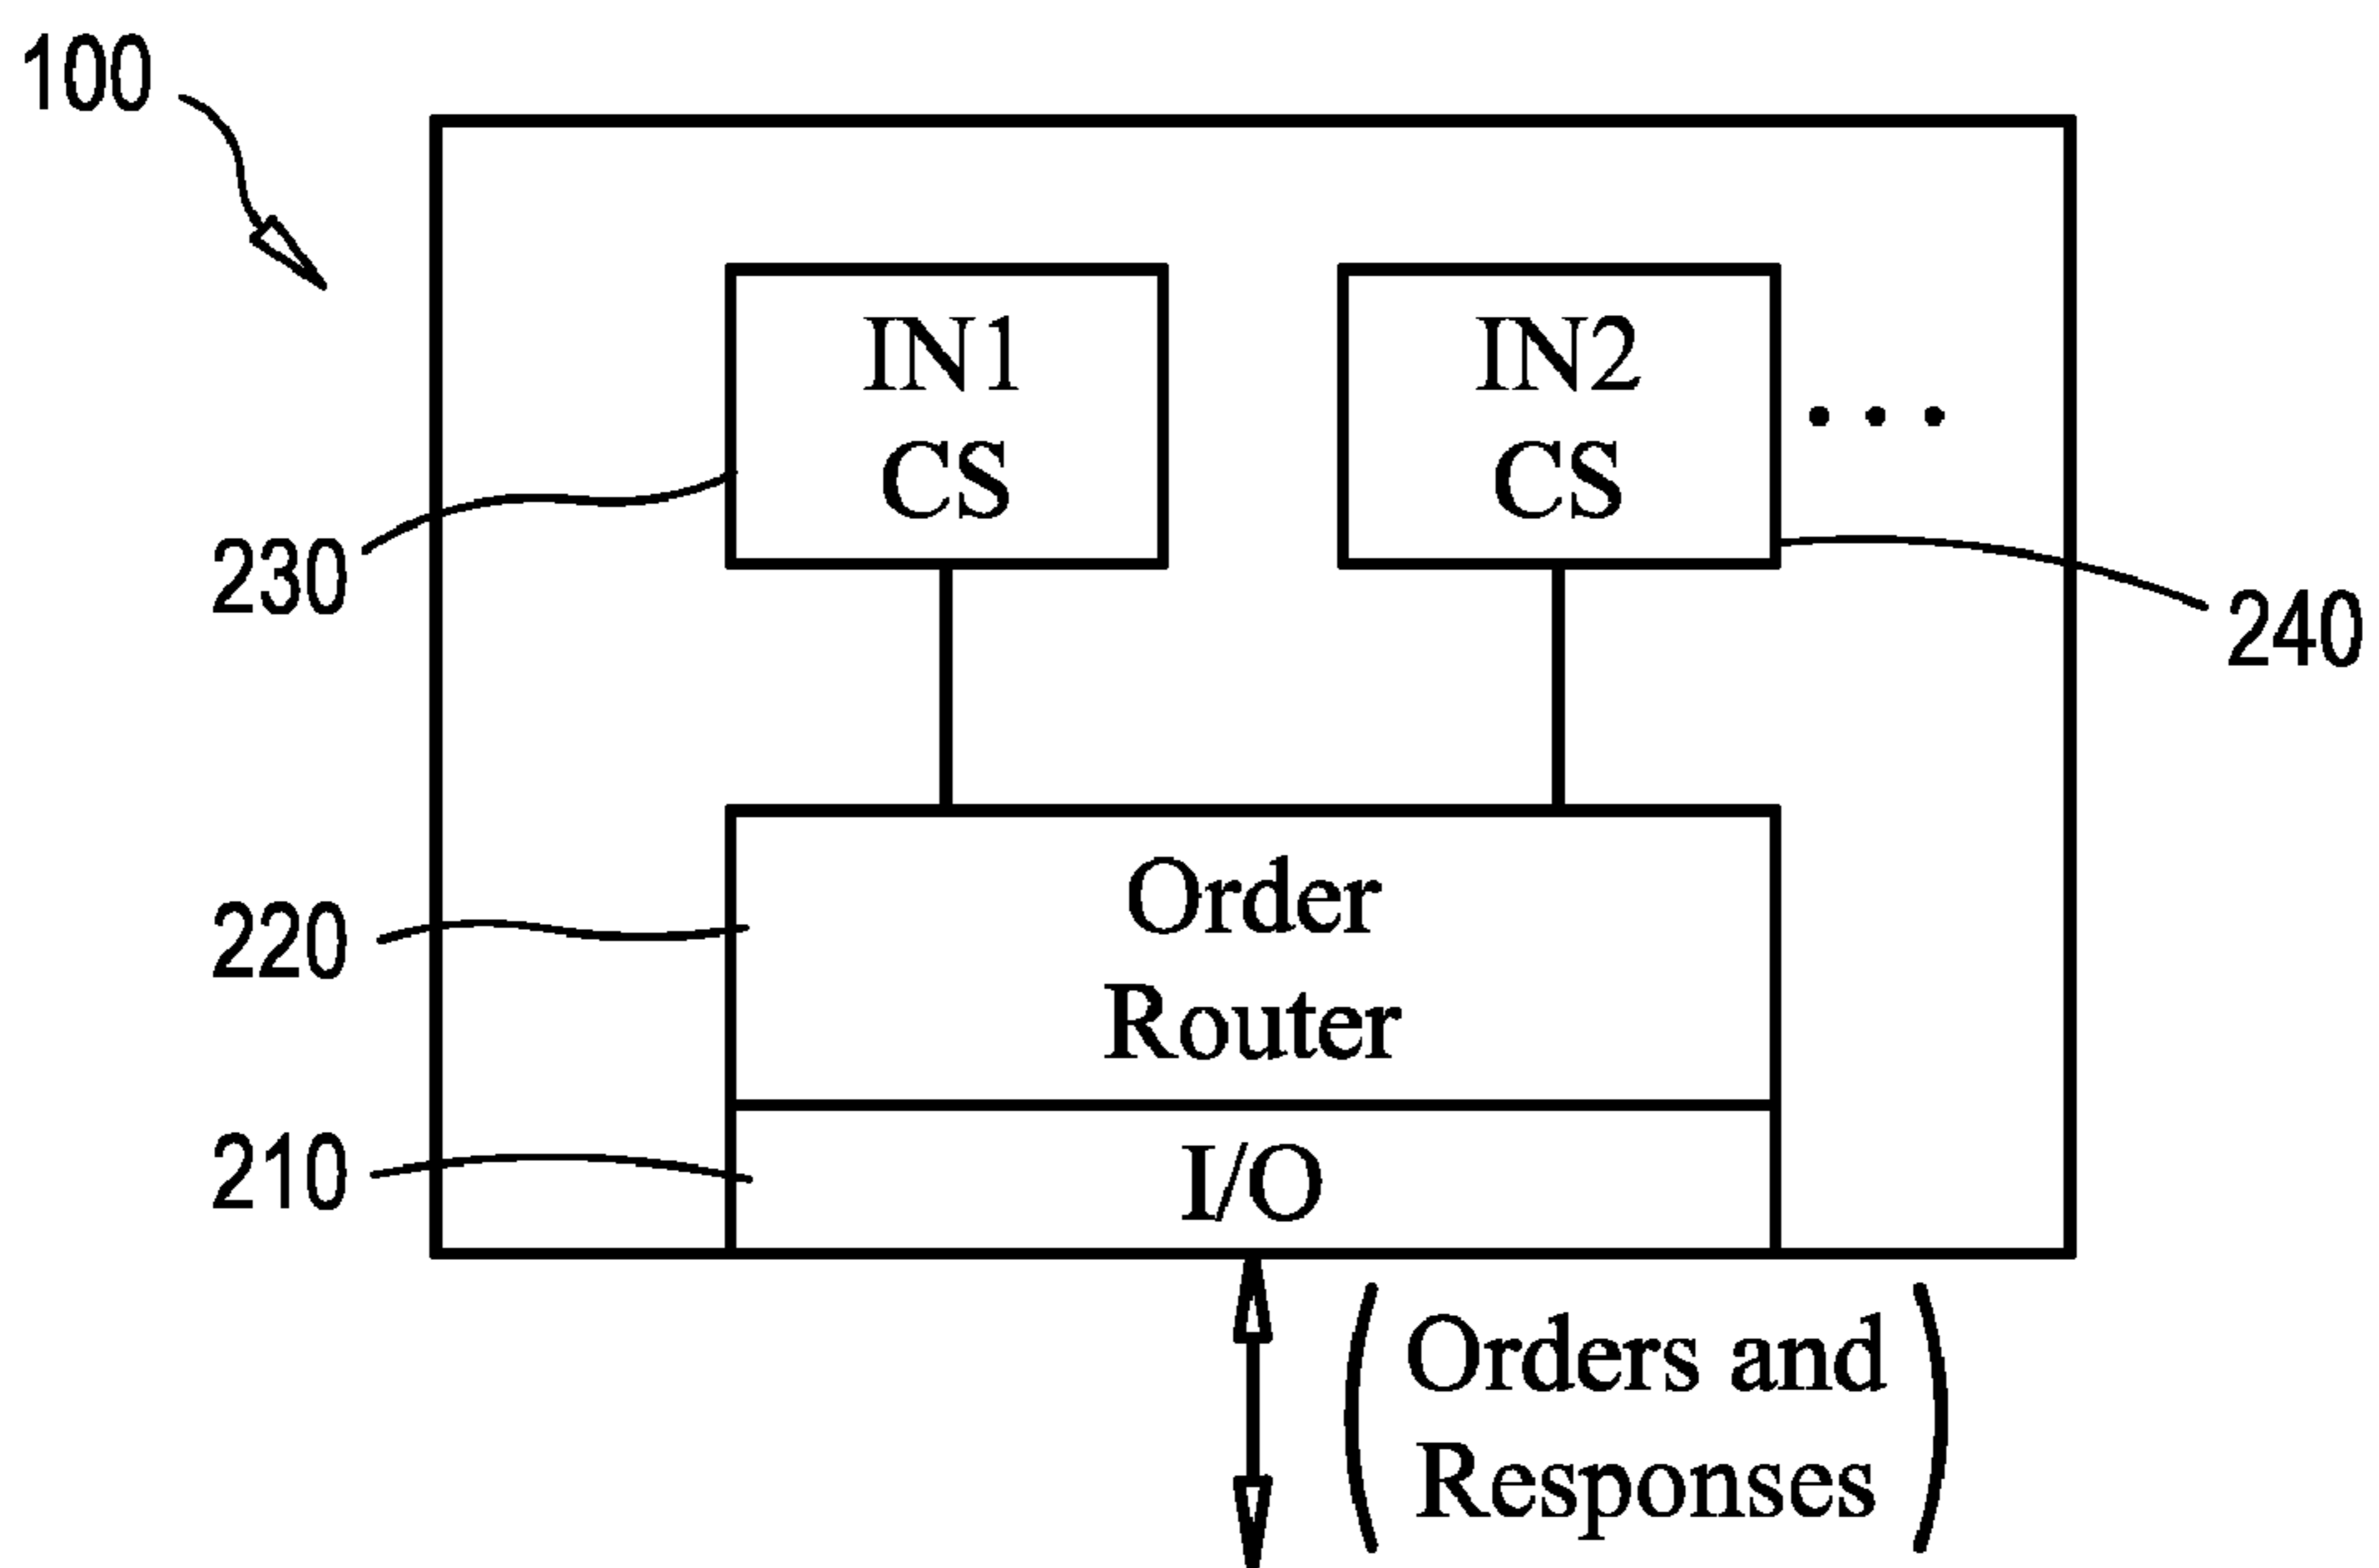 100
IN1
CS
IN2
CS
230
240
Order
Router
220
I/O
210
(Orders and
Responses)